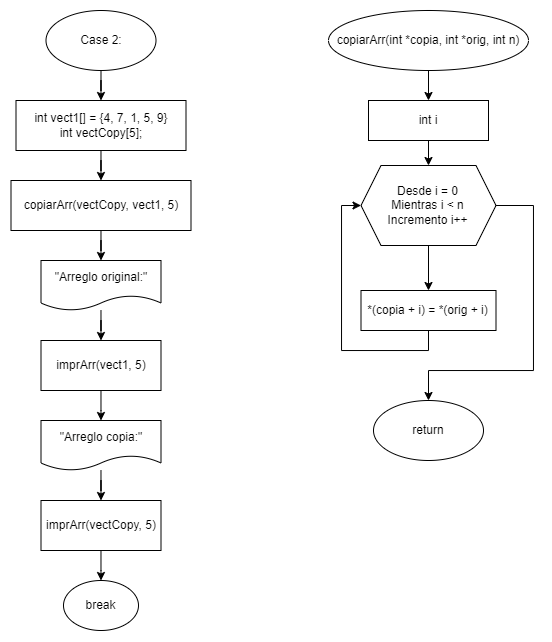 Case 2:
int vect1[] = {4, 7, 1, 5, 9}
int vectCopy[5];
copiarArr(vectCopy, vect1, 5)
"Arreglo original:"
imprArr(vect1, 5)
"Arreglo copia:"
imprArr(vectCopy, 5)
break
copiarArr(int *copia, int *orig, int n)
int i
Desde i = 0
Mientras i < n
Incremento i++
*(copia + i) = *(orig + i)
return